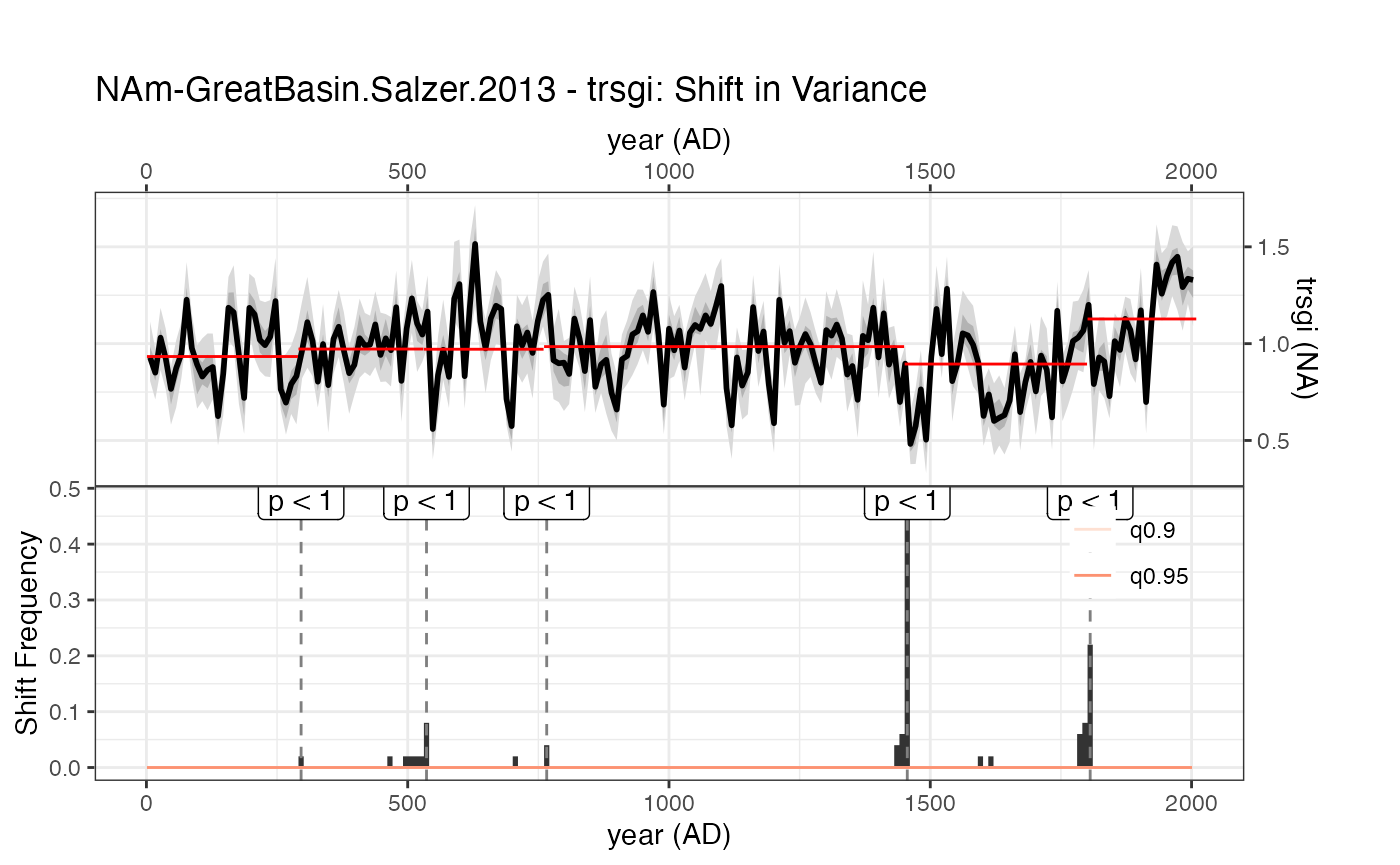 NAm-GreatBasin.Salzer.2013 - trsgi: Shift in Variance
year (AD)
0 500 1000 1500 2000
1.5
1.0
0.5
trsgi (NA)
0.5
0.4
0.3
0.2
0.1
0.0
Shift Frequency
p < 1 p < 1 p < 1 p < 1 p < 1
q0.9
q0.95
0 500 1000 1500 2000
year (AD)